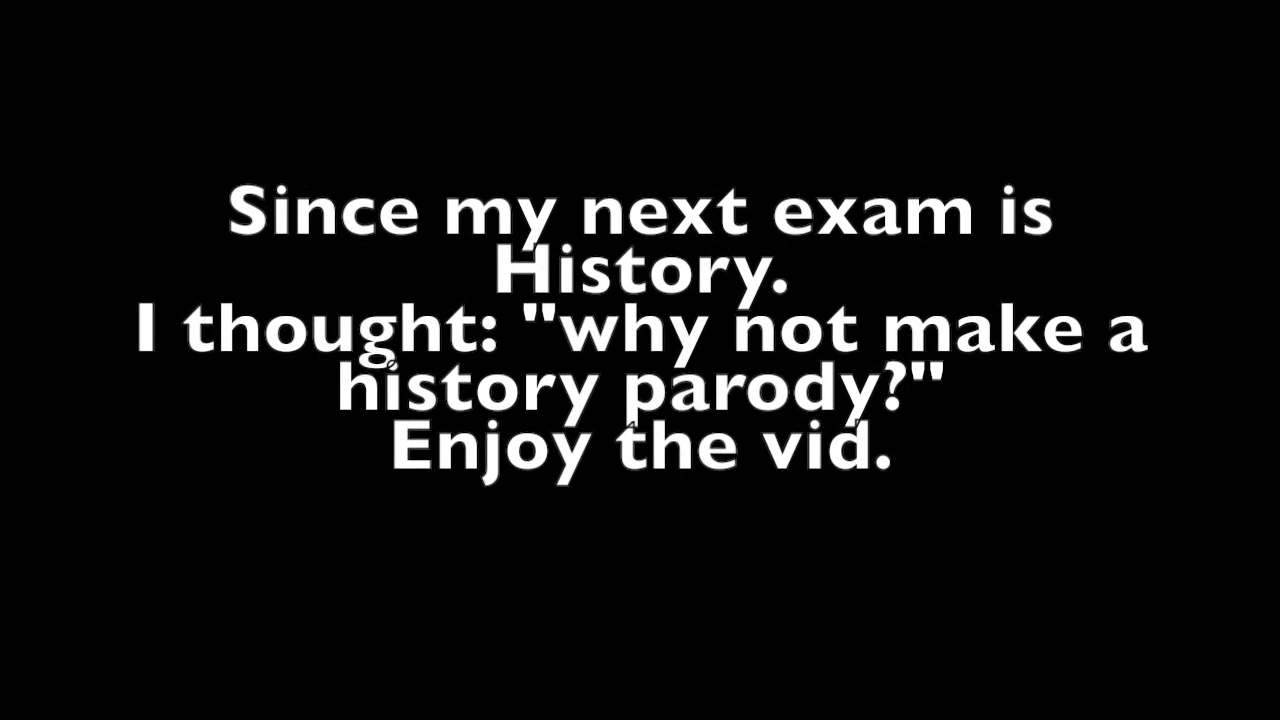 Since my next exam is
History.
I thought: "why not make a
history parody?"
Enjoy the vid.